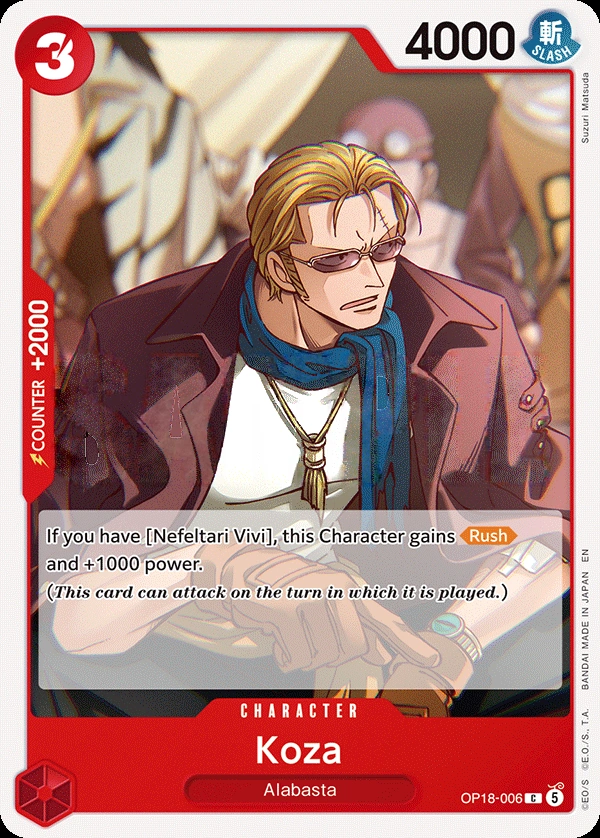 3
4000
斬
SLASH
Suzuri Matsuda
COUNTER +2000
If you have [Nefeltari Vivi], this Character gains Rush
and +1000 power.
(This card can attack on the turn in which it is played.)
CHARACTER
Koza
Alabasta
OP18-006 C 5
©EO/S ©E.O./S., T.A. BANDAI MADE IN JAPAN EN